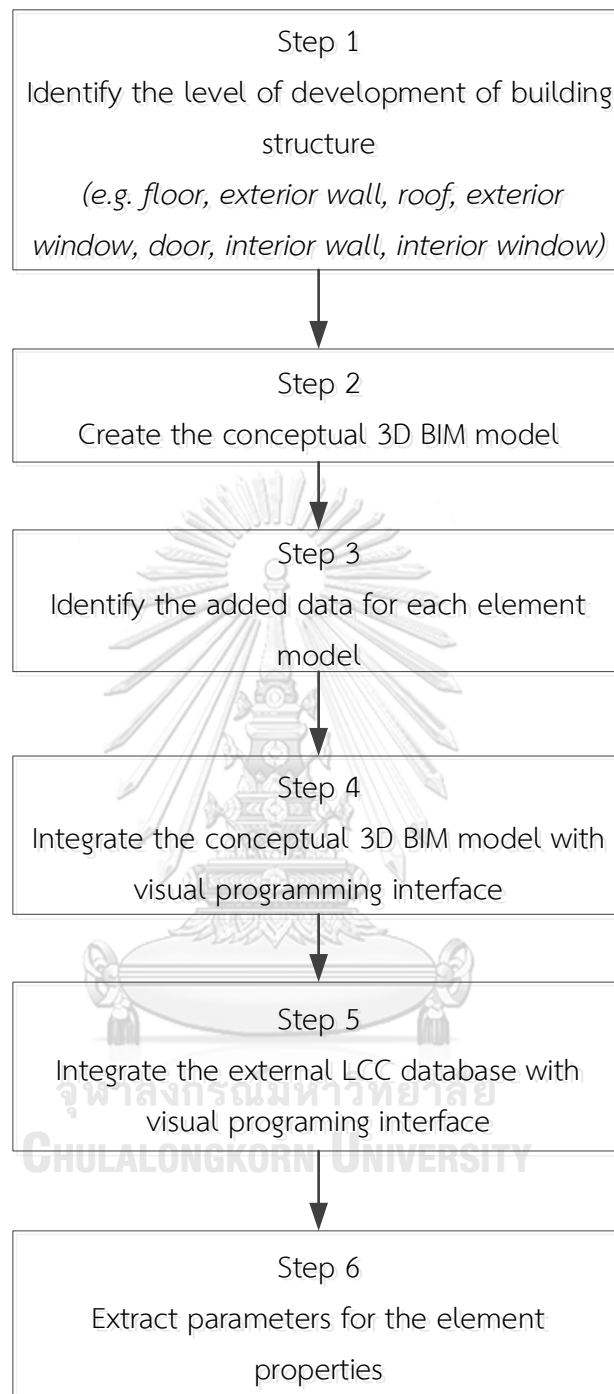 Step 1
Identify the level of development of building
structure
(e.g. floor, exterior wall, roof, exterior
window, door, interior wall, interior window)
Step 2
Create the conceptual 3D BIM model
Step 3
Identify the added data for each element
model
Step 4
Integrate the conceptual 3D BIM model with
visual programming interface
Step 5
Integrate the external LCC database with
จุฬาลงกรณ์มหาวิทยาลัย
visual programing interface
CHULALONGKORN UNIVERSITY
Step 6
Extract parameters for the element
properties